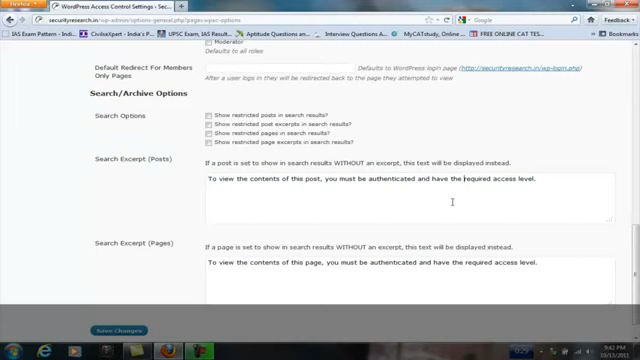 Firefox
WordPress Access Control Settings - S...
securityresearch.in/wp-admin/options-general.php?page=wpac-options
Google
Feedback
IAS Exam Pattern - IAS
CivilsExpert - India's P...
UPSC Exam
Aptitude Questions an...
Interview Questions A...
MyCATstudy.com
FREE ONLINE CAT TES...
Bookmarks
Moderator
Defaults to all roles
Default Redirect For Members Only Pages
Defaults to WordPress login page (http://securityresearch.in/wp-login.php)
After a user logs in they will be redirected back to the page they attempted to view
Search/Archive Options
Search Options
Show restricted posts in search results?
Show restricted post excerpts in search results?
Show restricted pages in search results?
Show restricted page excerpts in search results?
Search Excerpt (Posts)
If a post is set to show in search results WITHOUT an excerpt, this text will be displayed instead.
To view the contents of this post, you must be authenticated and have the required access level.
Search Excerpt (Pages)
If a page is set to show in search results WITHOUT an excerpt, this text will be displayed instead.
To view the contents of this page, you must be authenticated and have the required access level.
Save Changes
9:42 PM
10/13/2011